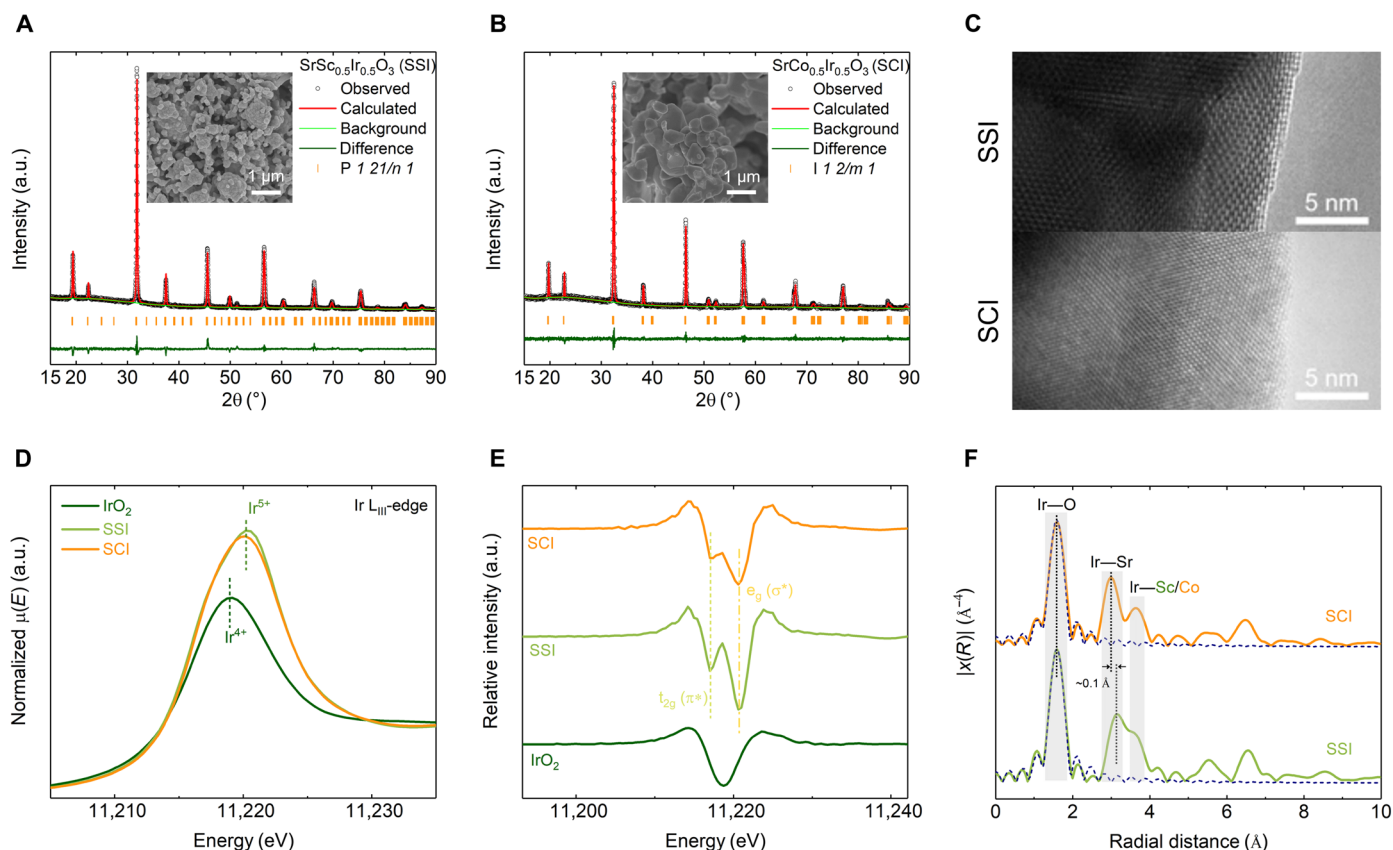 A
SrSc0.5Ir0.5O3 (SSI)
Observed
Calculated
Background
Difference
P 1 21/n 1
1 μm
Intensity (a.u.)
15 20 30 40 50 60 70 80 90
2θ (°)
B
SrCo0.5Ir0.5O3 (SCI)
Observed
Calculated
Background
Difference
I 1 2/m 1
1 μm
Intensity (a.u.)
15 20 30 40 50 60 70 80 90
2θ (°)
C
SSI
5 nm
SCI
5 nm
D
IrO2
SSI
SCI
Ir5+
Ir LIII-edge
Ir4+
Normalized μ(E) (a.u.)
11,210 11,220 11,230
Energy (eV)
E
SCI
eg (σ*)
SSI
t2g (π*)
IrO2
Relative intensity (a.u.)
11,200 11,220 11,240
Energy (eV)
F
Ir—O
Ir—Sr
Ir—Sc/Co
SCI
~0.1 Å
SSI
|x(R)| (Å−4)
0 2 4 6 8 10
Radial distance (Å)